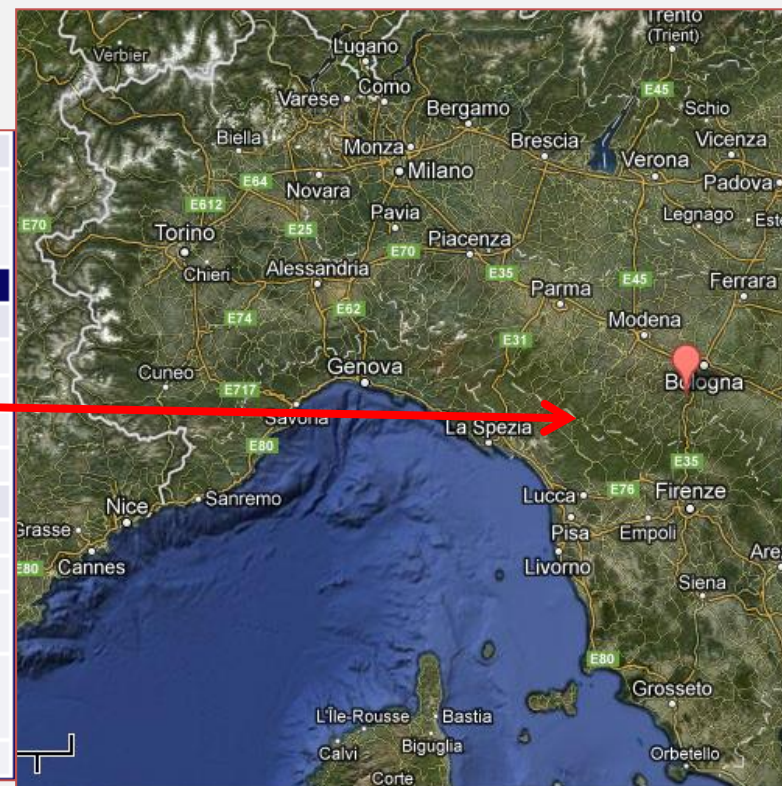 Trento
(Trient)
Lugano
Verbier
Como
Varese
E45
Bergamo
Schio
Biella
Monza
Brescia
Vicenza
Verona
Milano
E64
Novara
Padova
E612
Pavia
Legnago
E70
Torino
E25
Piacenza
E70
Chieri
Alessandria
E35
E45
Ferrara
Parma
E62
E74
Modena
E31
Cuneo
Genova
Bologna
E717
Savona
La Spezia
E80
E35
Lucca
E76
Firenze
Nice
Sanremo
Grasse
Pisa
Empoli
E80
Cannes
Livorno
Siena
E80
Grosseto
L'Île-Rousse
Bastia
Calvi
Biguglia
Orbetello
Corte